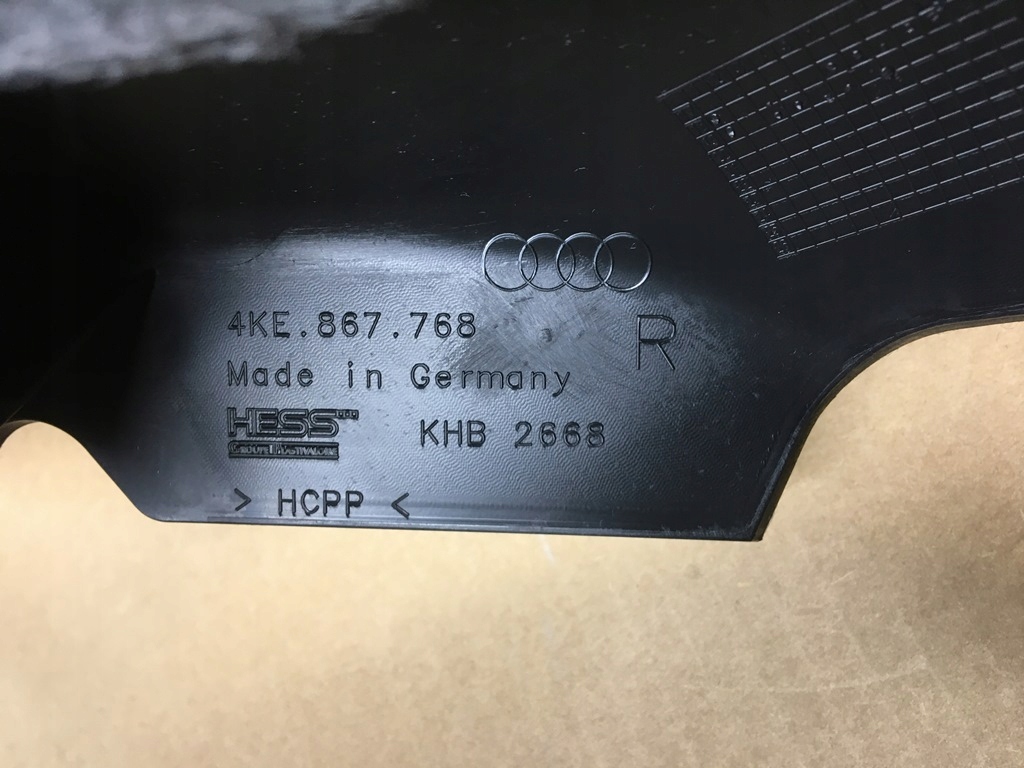 4KE.867.768
R
Made in Germany
HESS
KHB 2668
> HCPP <